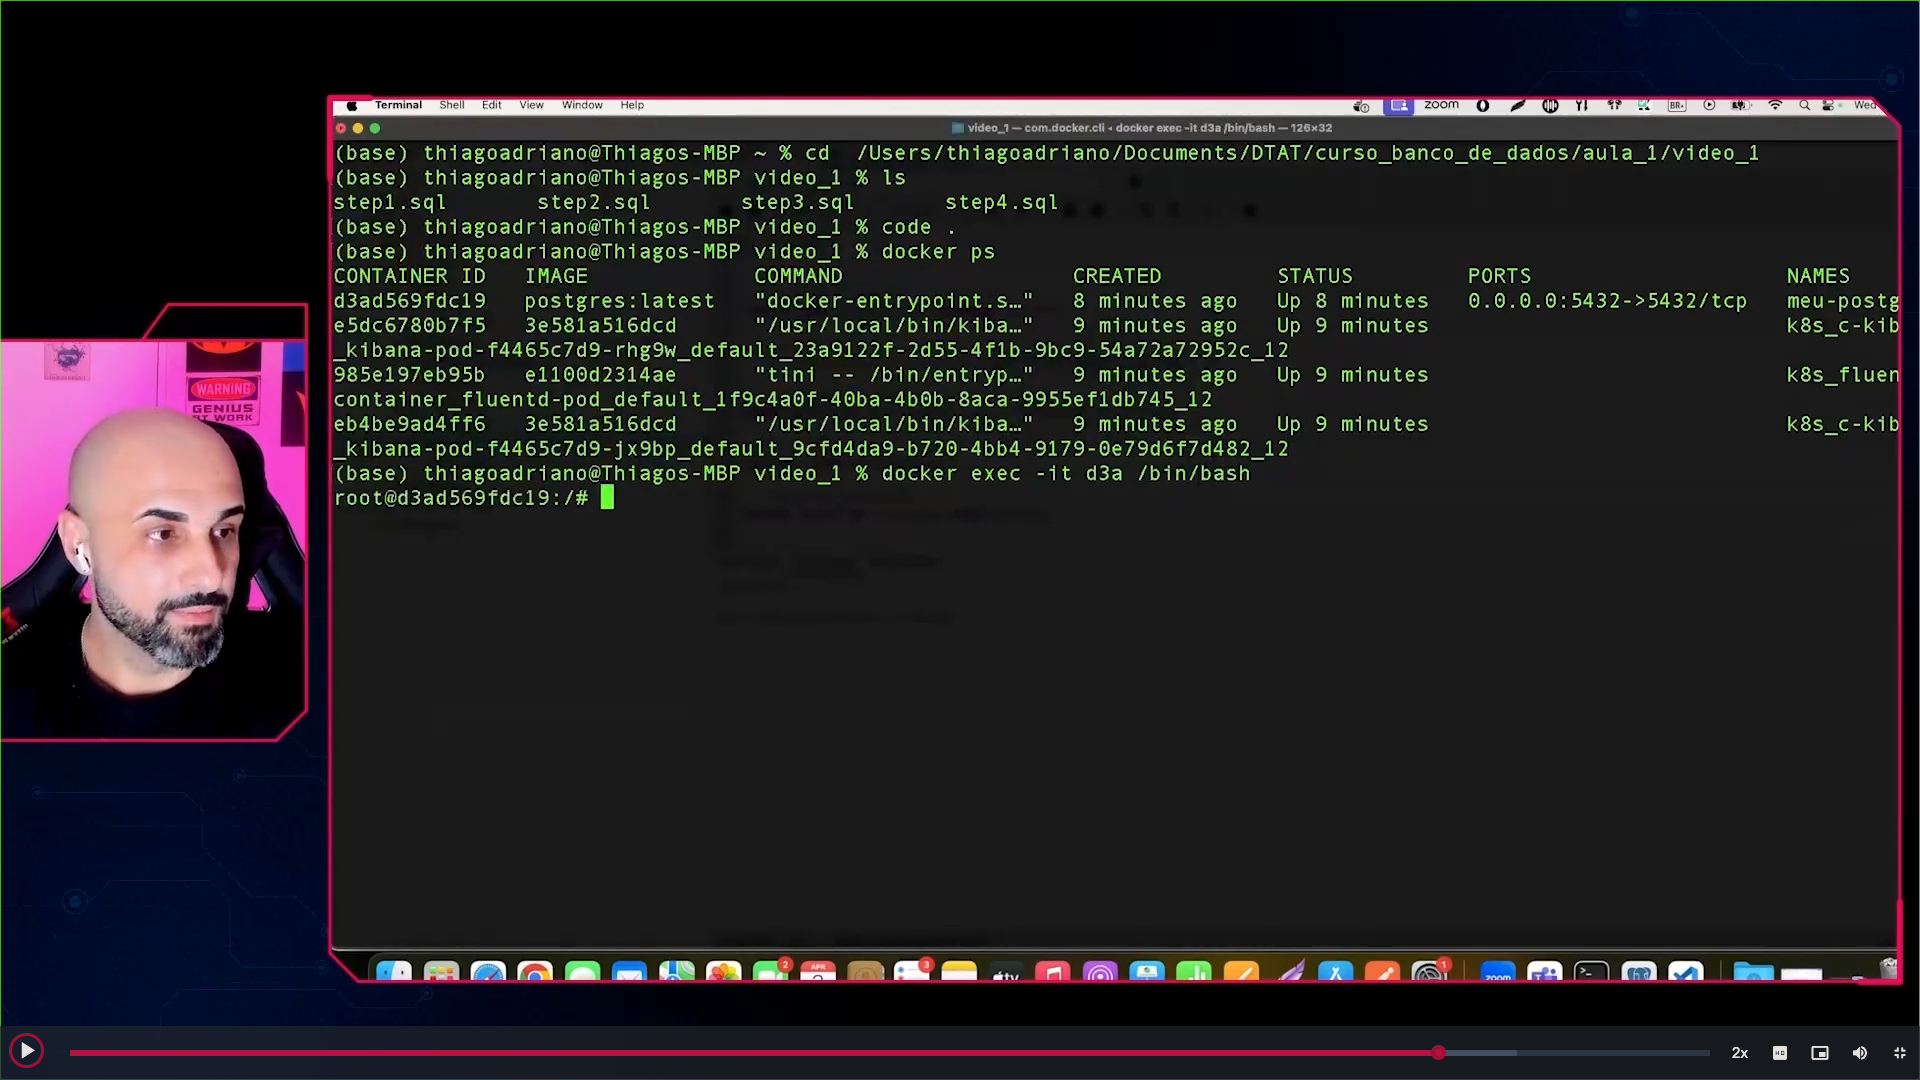 Terminal Shell Edit View Window Help
zoom
Wed
video_1 — com.docker.cli ◂ docker exec -it d3a /bin/bash — 126×32
(base) thiagoadriano@Thiagos-MBP ~ % cd  /Users/thiagoadriano/Documents/DTAT/curso_banco_de_dados/aula_1/video_1
(base) thiagoadriano@Thiagos-MBP video_1 % ls
step1.sql step2.sql step3.sql step4.sql
(base) thiagoadriano@Thiagos-MBP video_1 % code .
(base) thiagoadriano@Thiagos-MBP video_1 % docker ps
CONTAINER ID IMAGE COMMAND CREATED STATUS PORTS NAMES
d3ad569fdc19 postgres:latest "docker-entrypoint.s…" 8 minutes ago Up 8 minutes 0.0.0.0:5432->5432/tcp meu-postg
e5dc6780b7f5 3e581a516dcd "/usr/local/bin/kiba…" 9 minutes ago Up 9 minutes k8s_c-kib
_kibana-pod-f4465c7d9-rhg9w_default_23a9122f-2d55-4f1b-9bc9-54a72a72952c_12
985e197eb95b e1100d2314ae "tini -- /bin/entryp…" 9 minutes ago Up 9 minutes k8s_fluen
container_fluentd-pod_default_1f9c4a0f-40ba-4b0b-8aca-9955ef1db745_12
eb4be9ad4ff6 3e581a516dcd "/usr/local/bin/kiba…" 9 minutes ago Up 9 minutes k8s_c-kib
_kibana-pod-f4465c7d9-jx9bp_default_9cfd4da9-b720-4bb4-9179-0e79d6f7d482_12
(base) thiagoadriano@Thiagos-MBP video_1 % docker exec -it d3a /bin/bash
root@d3ad569fdc19:/#
WARNING
GENIUS
AT WORK
2 APR 3 tv 1 zoom
2x